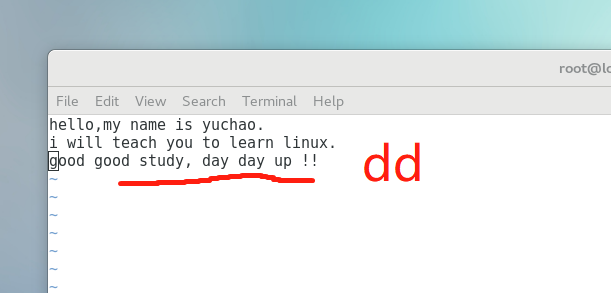 root@lo
File Edit View Search Terminal Help
hello,my name is yuchao.
i will teach you to learn linux.
good good study, day day up !!
dd
~
~
~
~
~
~
~